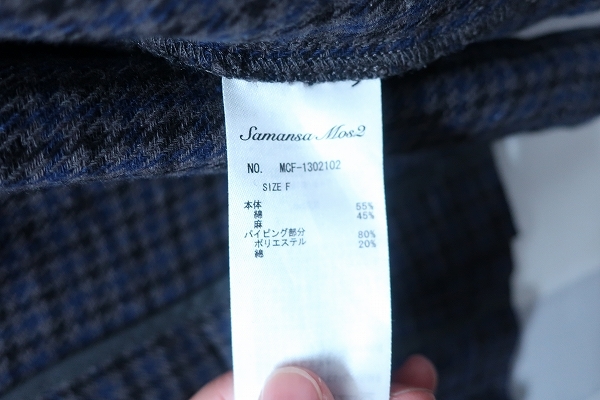 Samansa Mos2
NO. MCF-1302102
SIZE F
本体
綿 55%
麻 45%
パイピング部分
ポリエステル 80%
綿 20%